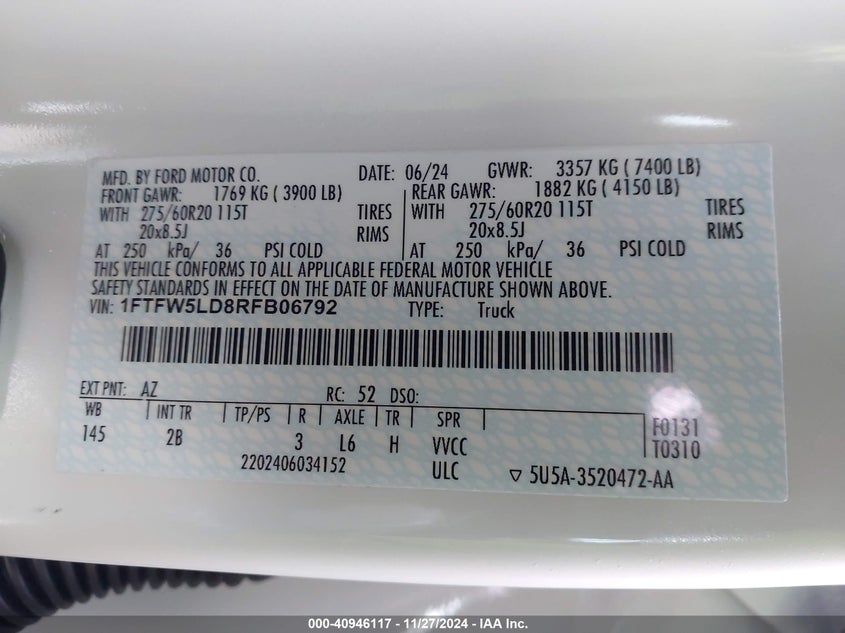 MFD. BY FORD MOTOR CO. DATE: 06/24 GVWR: 3357 KG ( 7400 LB)
FRONT GAWR: 1769 KG ( 3900 LB) REAR GAWR: 1882 KG ( 4150 LB)
WITH 275/60R20 115T TIRES WITH 275/60R20 115T TIRES
20x8.5J RIMS 20x8.5J RIMS
AT 250 kPa/ 36 PSI COLD AT 250 kPa/ 36 PSI COLD
THIS VEHICLE CONFORMS TO ALL APPLICABLE FEDERAL MOTOR VEHICLE
SAFETY STANDARDS IN EFFECT ON THE DATE OF MANUFACTURE SHOWN ABOVE.
VIN: 1FTFW5LD8RFB06792 TYPE: Truck
EXT PNT: AZ RC: 52 DSO:
WB INT TR TP/PS R AXLE TR SPR F0131
145 2B 3 L6 H VVCC T0310
2202406034152 ULC ▽ 5U5A-3520472-AA
000-40946117 - 11/27/2024 - IAA Inc.